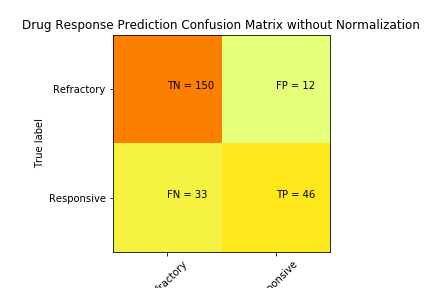 Drug Response Prediction Confusion Matrix without Normalization
Refractory
TN = 150
FP = 12
True label
Responsive
FN = 33
TP = 46